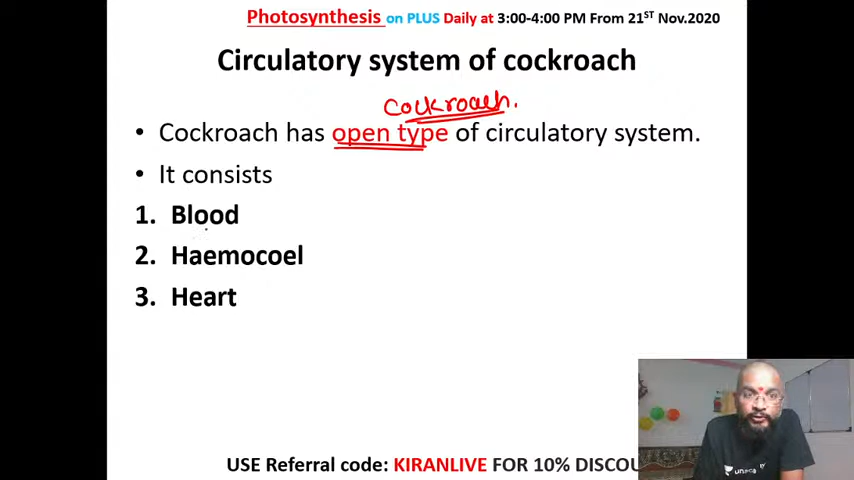 Photosynthesis on PLUS Daily at 3:00-4:00 PM From 21ST Nov.2020
Circulatory system of cockroach
Cockroach.
• Cockroach has open type of circulatory system.
• It consists
1. Blood
2. Haemocoel
3. Heart
USE Referral code: KIRANLIVE FOR 10% DISCOU